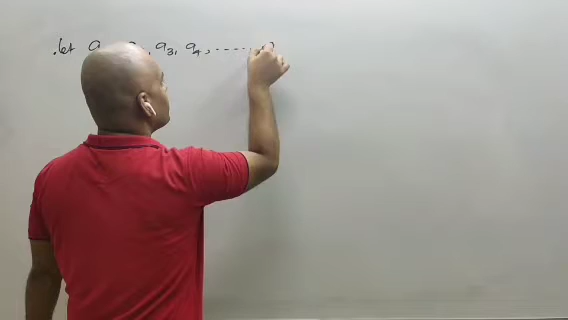 .let a , a₃, a₄, ........